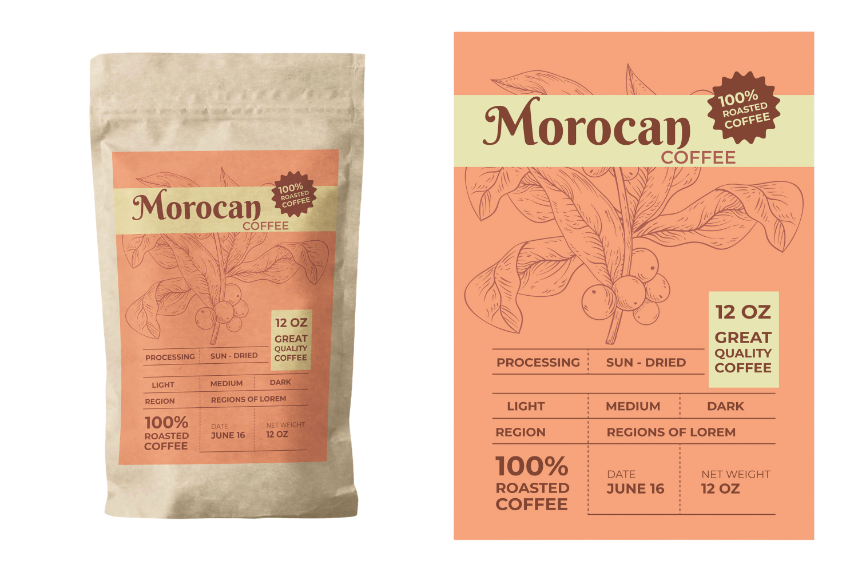 Morocan
COFFEE
100%
ROASTED
COFFEE
12 OZ
GREAT
QUALITY
COFFEE
PROCESSING SUN - DRIED
LIGHT MEDIUM DARK
REGION REGIONS OF LOREM
100%
ROASTED
COFFEE
DATE
JUNE 16
NET WEIGHT
12 OZ
Morocan
COFFEE
100%
ROASTED
COFFEE
12 OZ
GREAT
QUALITY
COFFEE
PROCESSING SUN - DRIED
LIGHT MEDIUM DARK
REGION REGIONS OF LOREM
100%
ROASTED
COFFEE
DATE
JUNE 16
NET WEIGHT
12 OZ